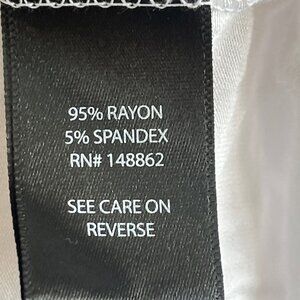 95% RAYON
5% SPANDEX
RN# 148862
SEE CARE ON
REVERSE